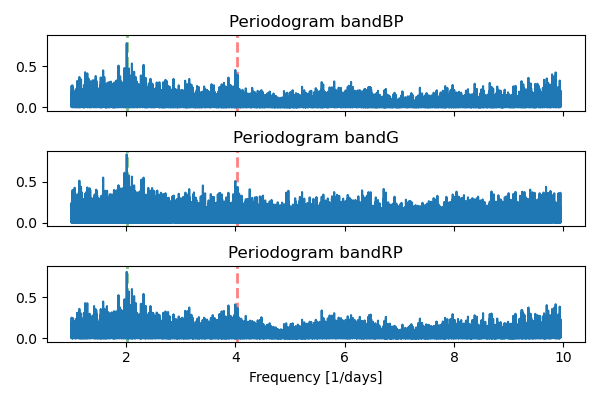 Periodogram bandBP
0.5
0.0
Periodogram bandG
0.5
0.0
Periodogram bandRP
0.5
0.0
2 4 6 8 10
Frequency [1/days]